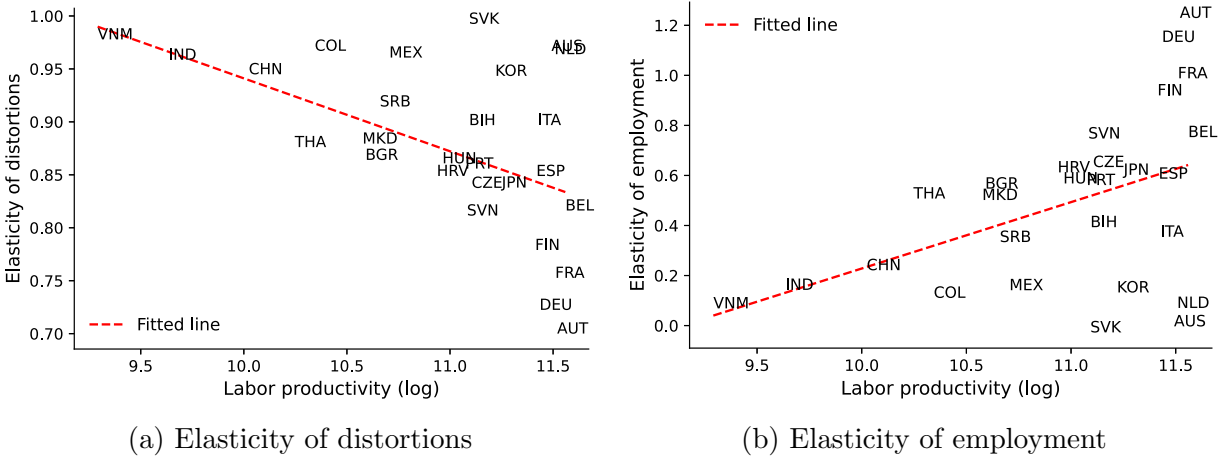 1.00
0.95
0.90
0.85
0.80
0.75
0.70
Elasticity of distortions
VNM
IND
CHN
COL
MEX
SVK
KOR
AUS
NLD
SRB
THA
MKD
BGR
BIH
ITA
HUN
PRT
HRV
CZE
JPN
ESP
SVN
BEL
FIN
FRA
DEU
AUT
Fitted line
9.5 10.0 10.5 11.0 11.5
Labor productivity (log)
(a) Elasticity of distortions
1.2
1.0
0.8
0.6
0.4
0.2
0.0
Elasticity of employment
Fitted line
AUT
DEU
FRA
FIN
SVN
BEL
HRV
CZE
JPN
HUN
PRT
ESP
THA
BGR
MKD
SRB
BIH
ITA
CHN
VNM
IND
COL
MEX
KOR
NLD
SVK
AUS
9.5 10.0 10.5 11.0 11.5
Labor productivity (log)
(b) Elasticity of employment